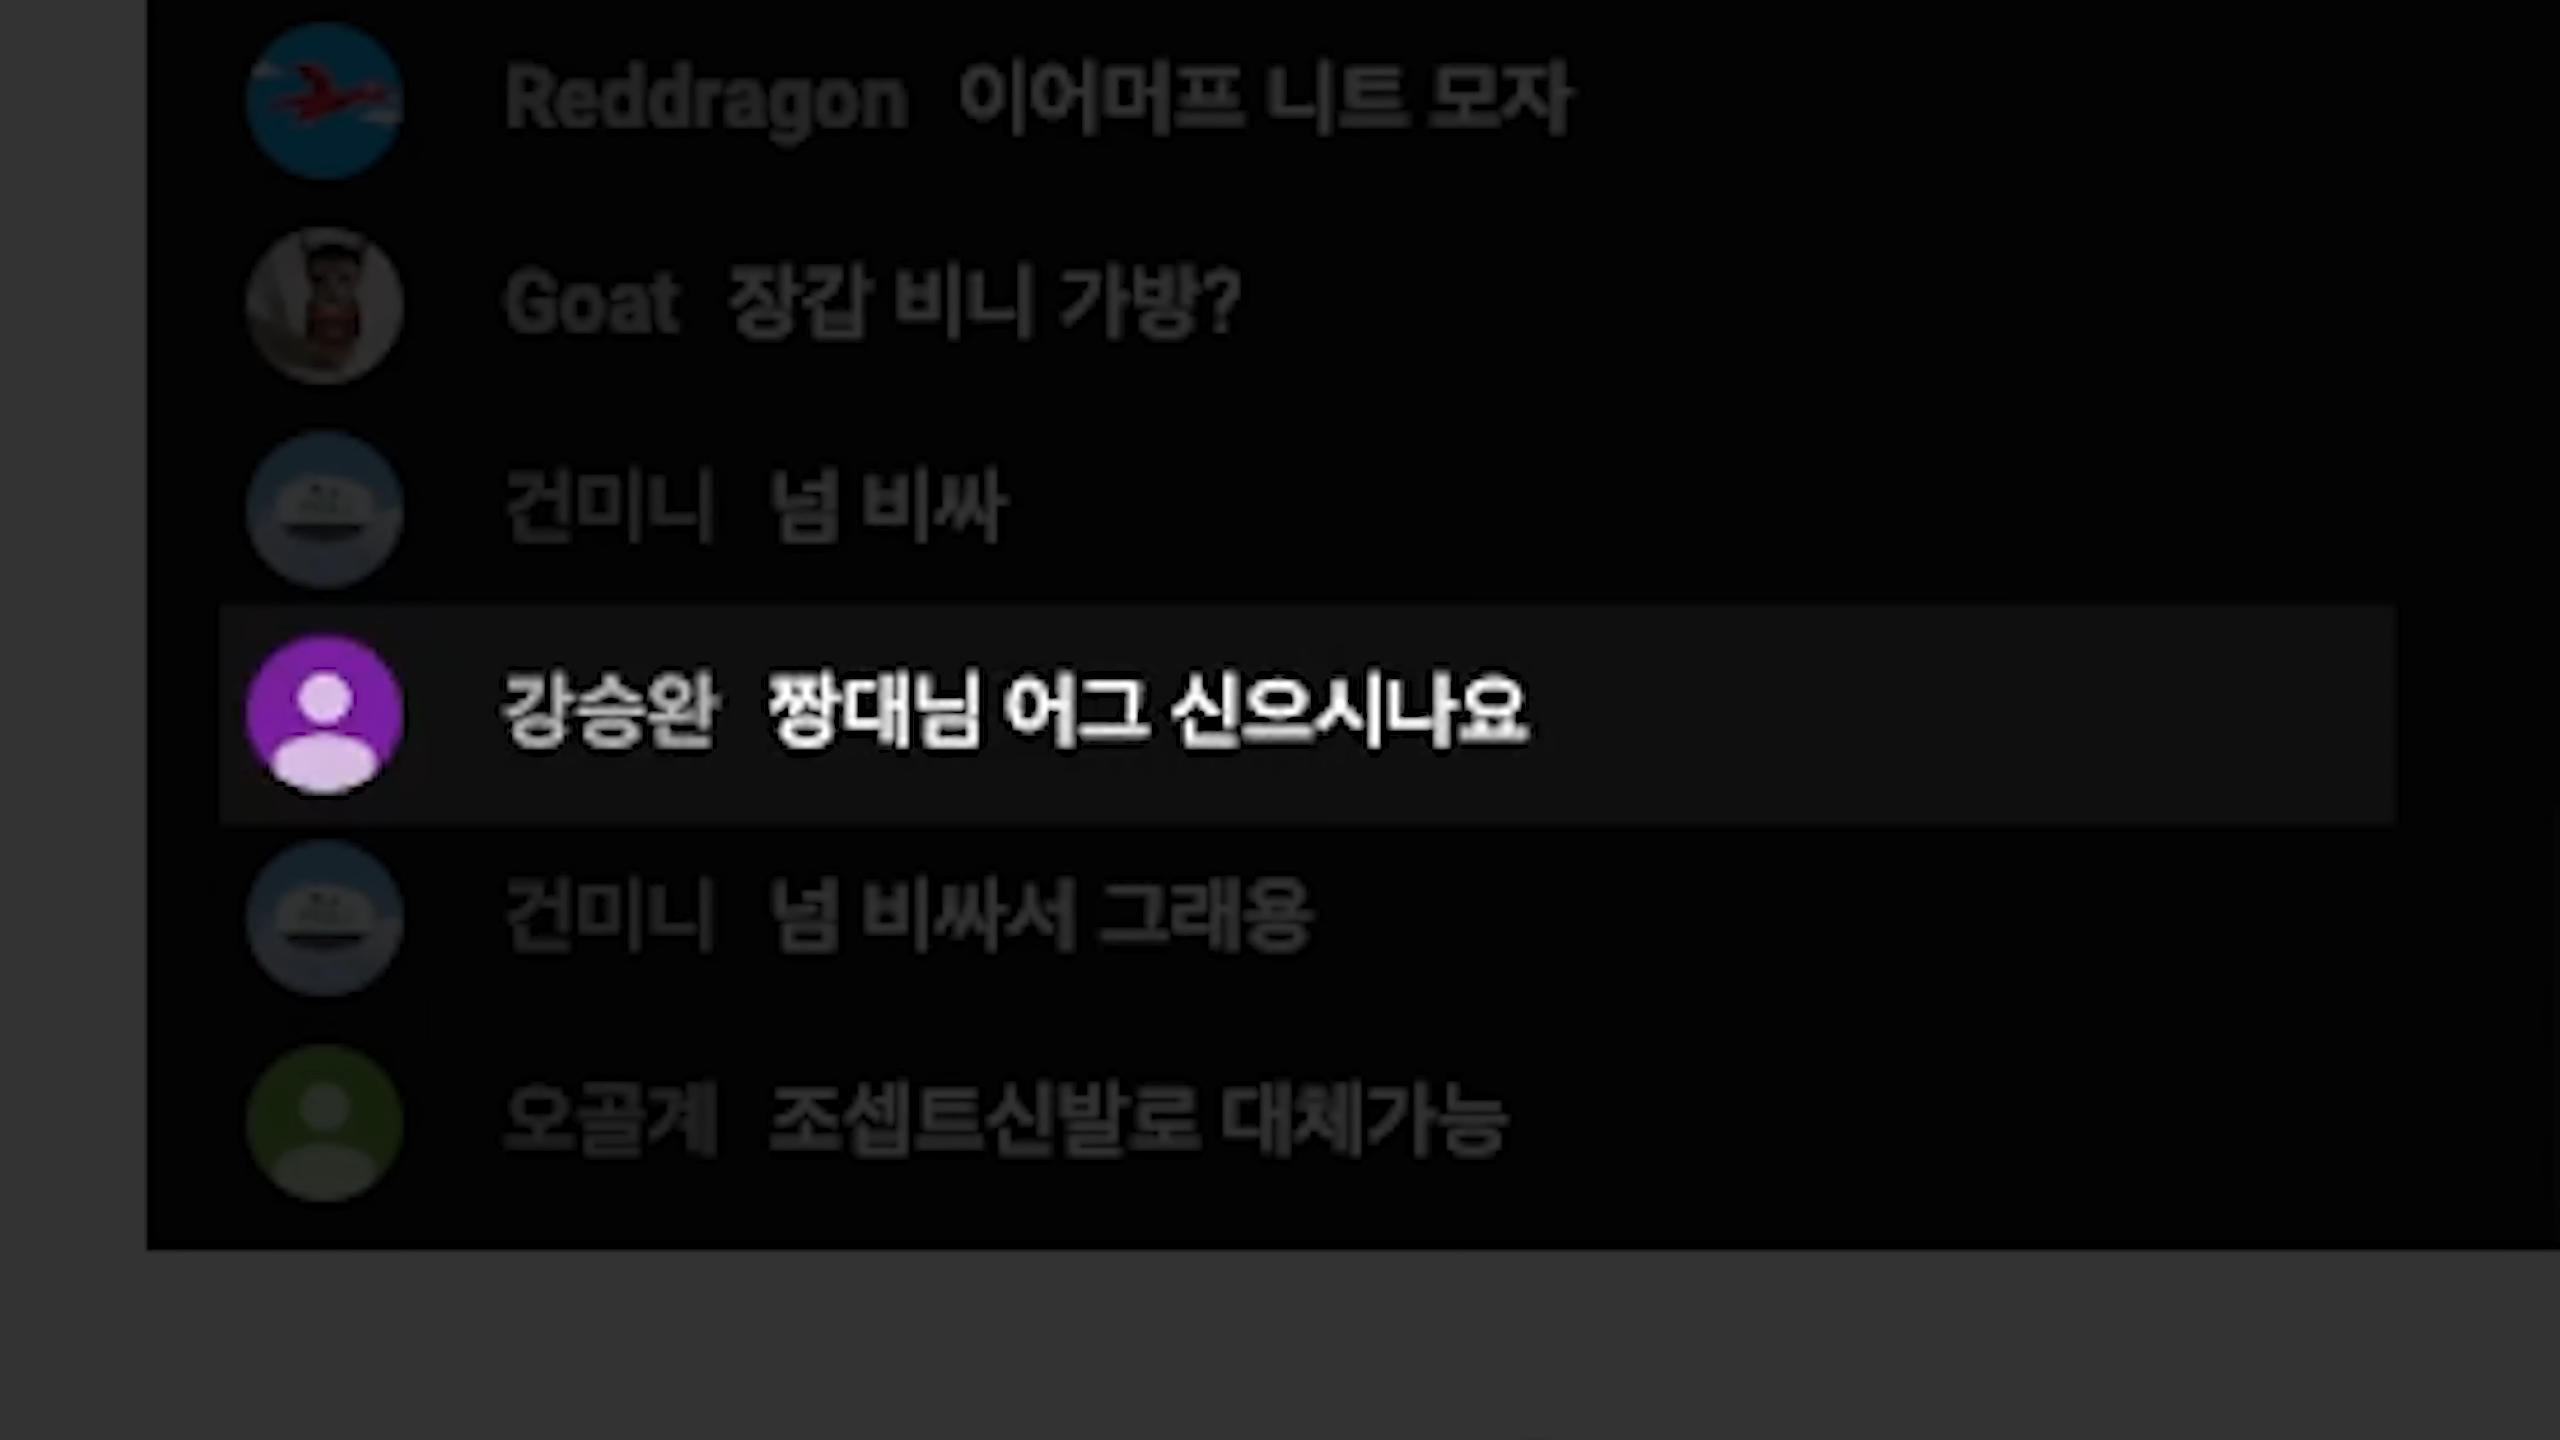 Reddragon 이어머프 니트 모자
Goat 장갑 비니 가방?
건미니 넘 비싸
강승완 짱대님 어그 신으시나요
건미니 넘 비싸서 그래용
오골계 조셉트신발로 대체가능